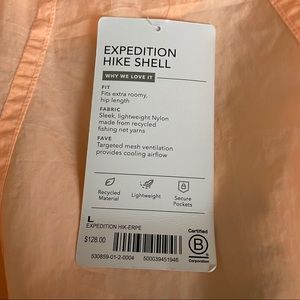 EXPEDITION
HIKE SHELL
WHY WE LOVE IT
FIT
Fits extra roomy,
hip length
FABRIC
Sleek, lightweight Nylon
made from recycled
fishing net yarns
FAVE
Targeted mesh ventilation
provides cooling airflow
Recycled Material
Lightweight
Secure Pockets
L
EXPEDITION HIK-ERPE
$128.00
530859-01-2-0004 500039451946
Certified
B
Corporation